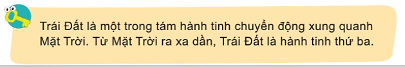 Trái Đất là một trong tám hành tinh chuyển động xung quanh
Mặt Trời. Từ Mặt Trời ra xa dần, Trái Đất là hành tinh thứ ba.